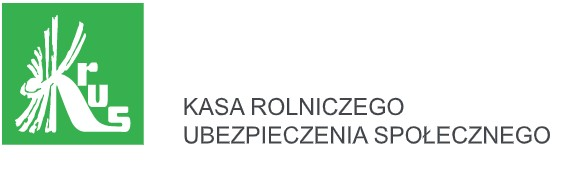 Krus
KASA ROLNICZEGO
UBEZPIECZENIA SPOŁECZNEGO